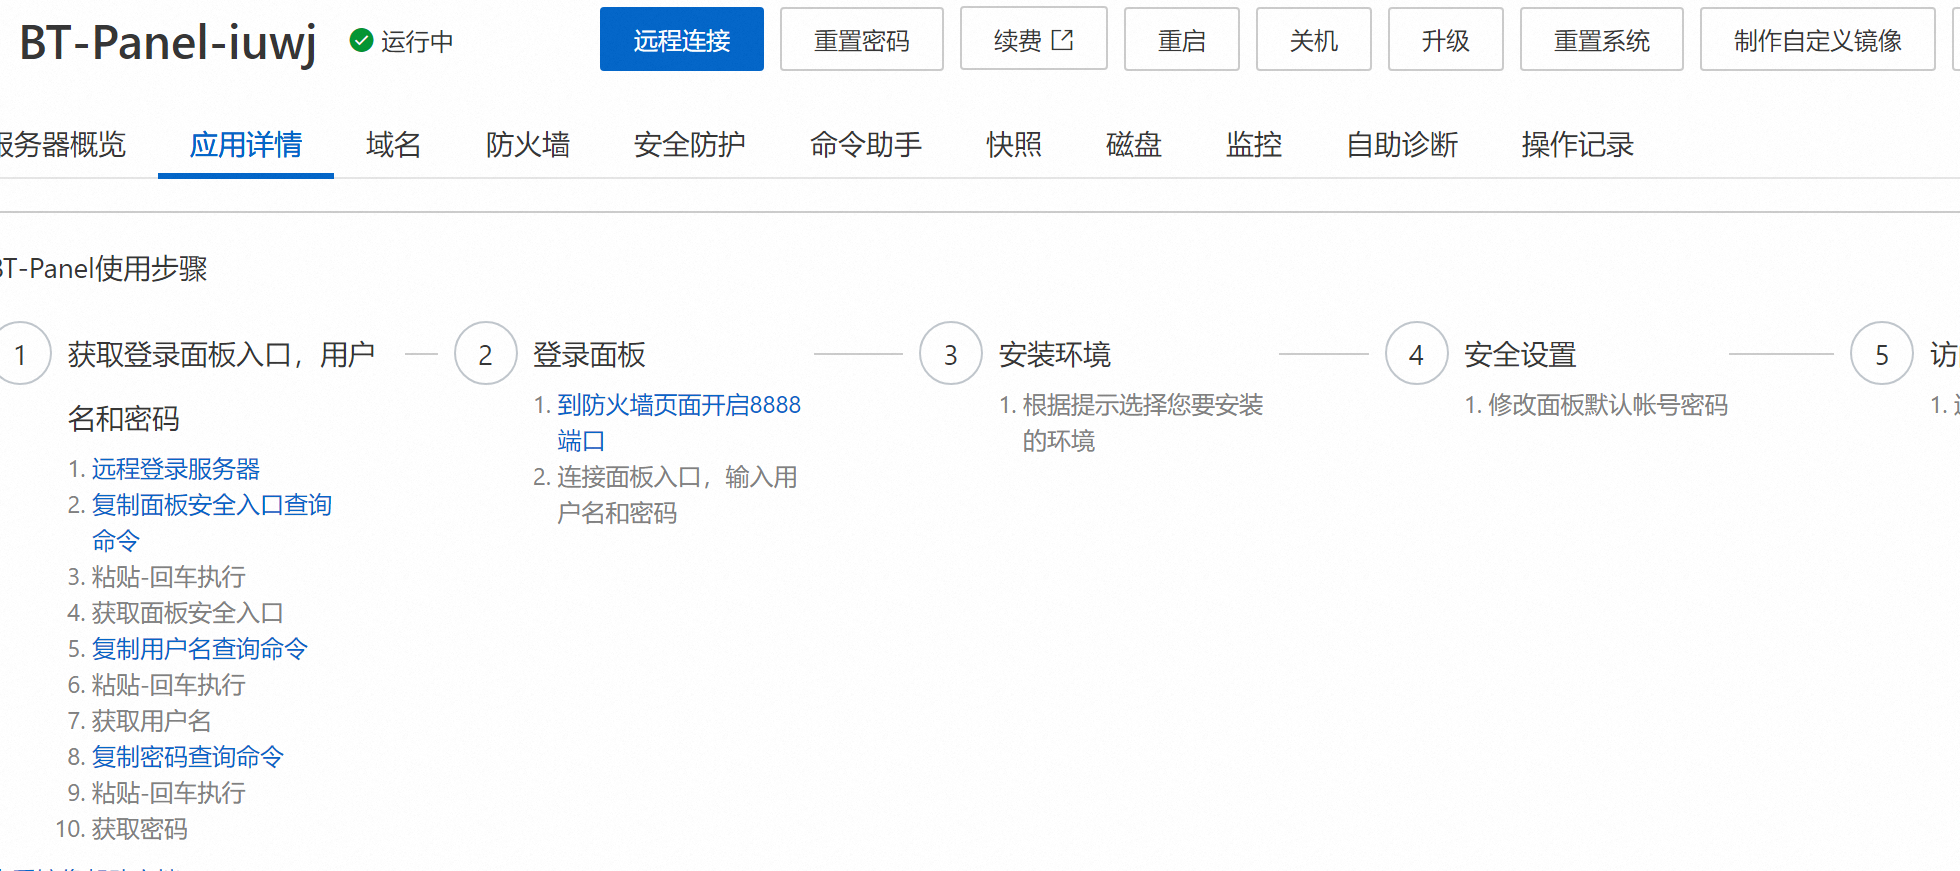 BT-Panel-iuwj 运行中 远程连接 重置密码 续费 重启 关机 升级 重置系统 制作自定义镜像
服务器概览 应用详情 域名 防火墙 安全防护 命令助手 快照 磁盘 监控 自助诊断 操作记录
BT-Panel使用步骤
1 获取登录面板入口，用户
名和密码
1. 远程登录服务器
2. 复制面板安全入口查询
命令
3. 粘贴-回车执行
4. 获取面板安全入口
5. 复制用户名查询命令
6. 粘贴-回车执行
7. 获取用户名
8. 复制密码查询命令
9. 粘贴-回车执行
10. 获取密码
2 登录面板
1. 到防火墙页面开启8888
端口
2. 连接面板入口，输入用
户名和密码
3 安装环境
1. 根据提示选择您要安装
的环境
4 安全设置
1. 修改面板默认帐号密码
5 访
1.